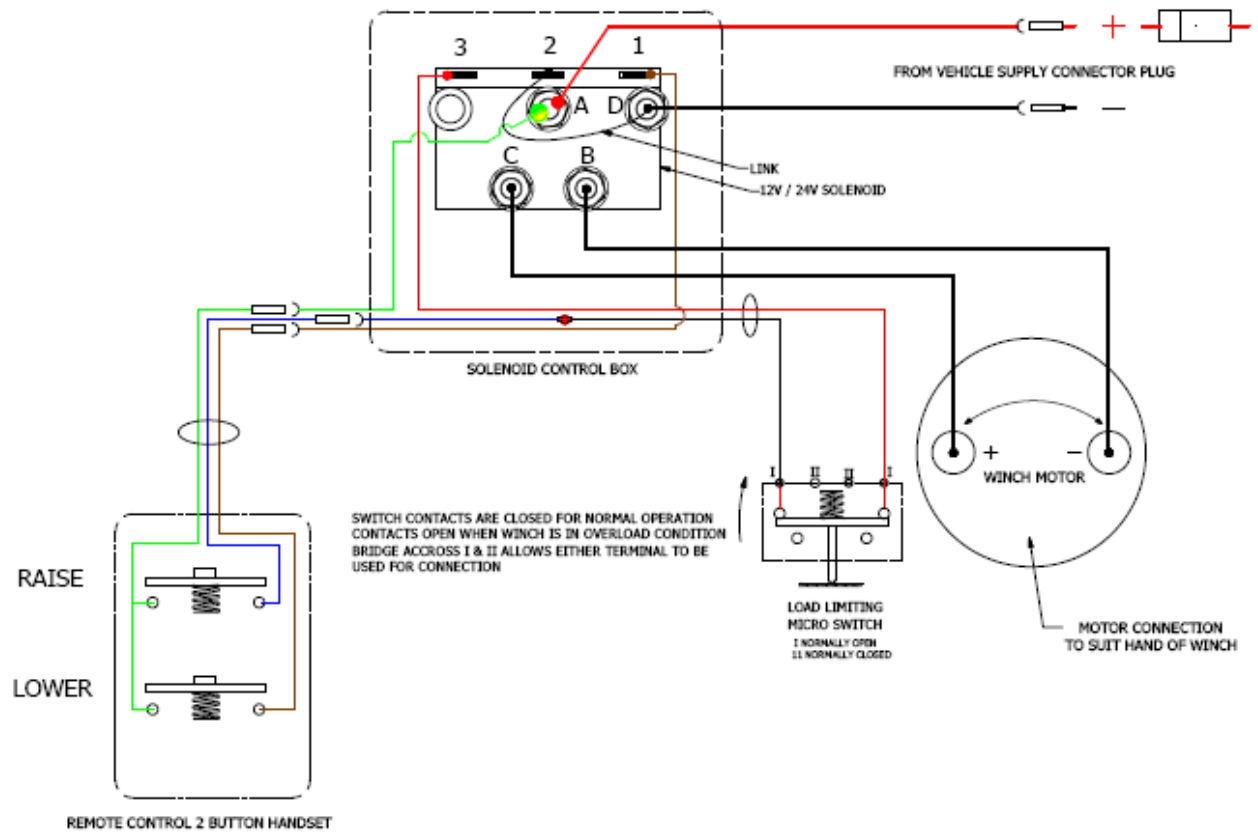 3 2 1
+
FROM VEHICLE SUPPLY CONNECTOR PLUG
A D
−
C B
LINK
12V / 24V SOLENOID
SOLENOID CONTROL BOX
I II II I
+ −
WINCH MOTOR
SWITCH CONTACTS ARE CLOSED FOR NORMAL OPERATION
CONTACTS OPEN WHEN WINCH IS IN OVERLOAD CONDITION
BRIDGE ACCROSS I & II ALLOWS EITHER TERMINAL TO BE
USED FOR CONNECTION
RAISE
LOWER
LOAD LIMITING
MICRO SWITCH
I NORMALLY OPEN
11 NORMALLY CLOSED
MOTOR CONNECTION
TO SUIT HAND OF WINCH
REMOTE CONTROL 2 BUTTON HANDSET